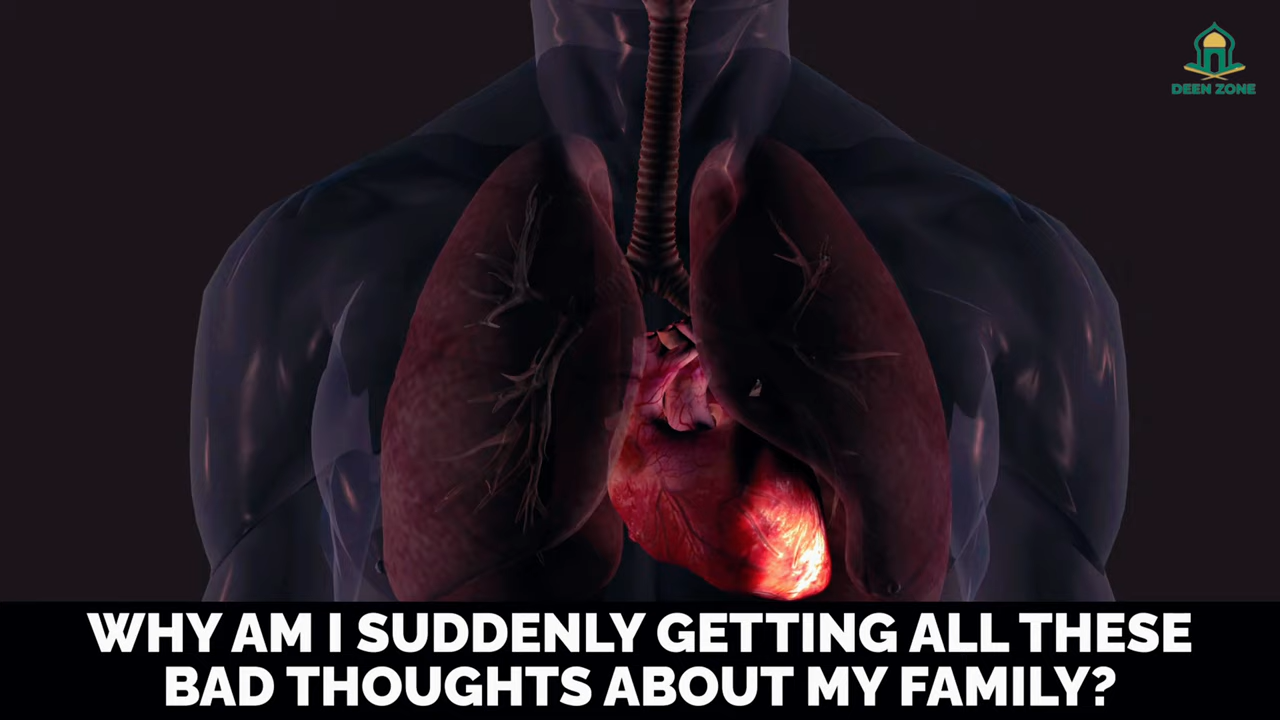 DEEN ZONE
WHY AM I SUDDENLY GETTING ALL THESE
BAD THOUGHTS ABOUT MY FAMILY?